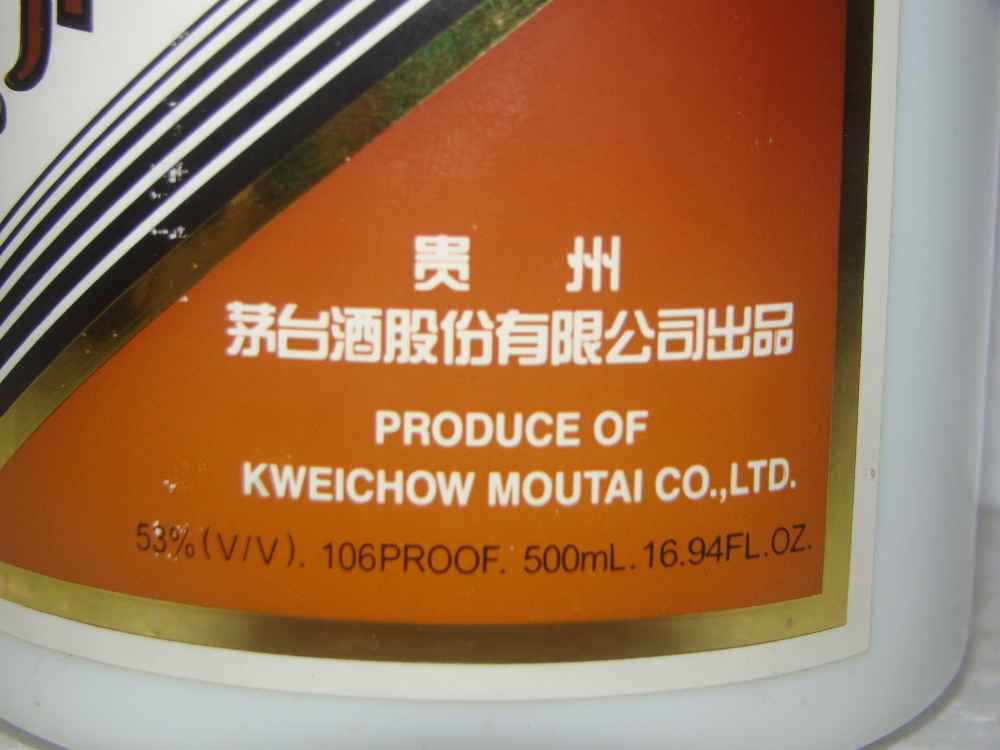 贵 州
茅台酒股份有限公司出品
PRODUCE OF
KWEICHOW MOUTAI CO.,LTD.
53%(V/V). 106PROOF. 500mL.16.94FL.OZ.